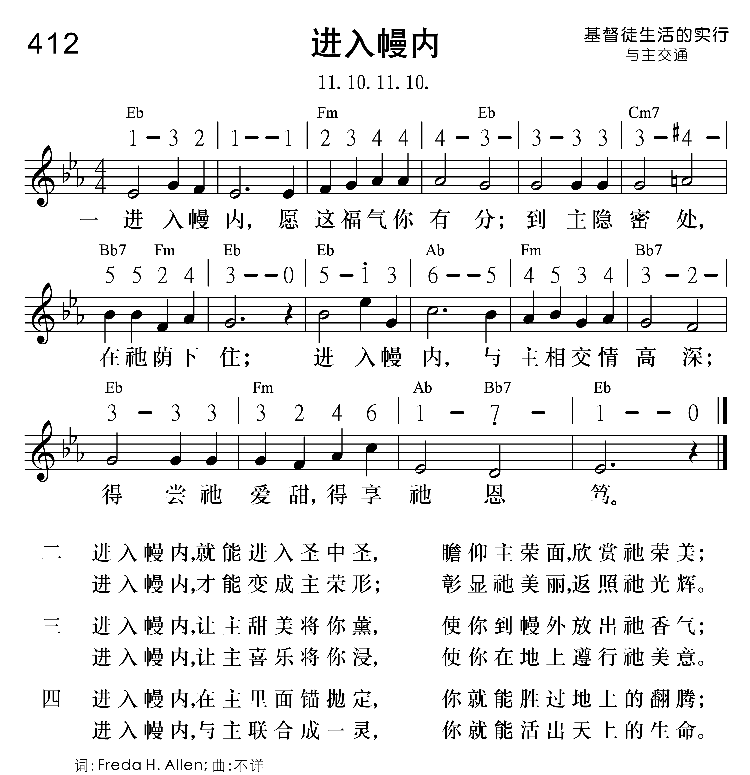 412
进入幔内
基督徒生活的实行
与主交通
11. 10. 11. 10.
Eb Fm Eb Cm7
1 - 3 2 | 1 - - 1 | 2 3 4 4 | 4 - 3 - | 3 - 3 3 | 3 - #4 - |
一 进 入幔 内, 愿 这福气你 有 分; 到 主隐 密 处,
Bb7 Fm Eb Eb Ab Fm Bb7
5 5 2 4 | 3 - - 0 | 5 - i 3 | 6 - - 5 | 4 5 3 4 | 3 - 2 - |
在祂荫下 住; 进 入幔 内, 与 主相交情 高 深;
Eb Fm Ab Bb7 Eb
3 - 3 3 | 3 2 4 6 | 1 - 7̣ - | 1 - - 0 ‖
得 尝祂 爱甜,得享 祂 恩 笃。
二 进入幔内,就能进入圣中圣, 瞻仰主荣面,欣赏祂荣美;
进入幔内,才能变成主荣形; 彰显祂美丽,返照祂光辉。
三 进入幔内,让主甜美将你薰, 使你到幔外放出祂香气;
进入幔内,让主喜乐将你浸, 使你在地上遵行祂美意。
四 进入幔内,在主里面锚抛定, 你就能胜过地上的翻腾;
进入幔内,与主联合成一灵, 你就能活出天上的生命。
词: Freda H. Allen; 曲:不详